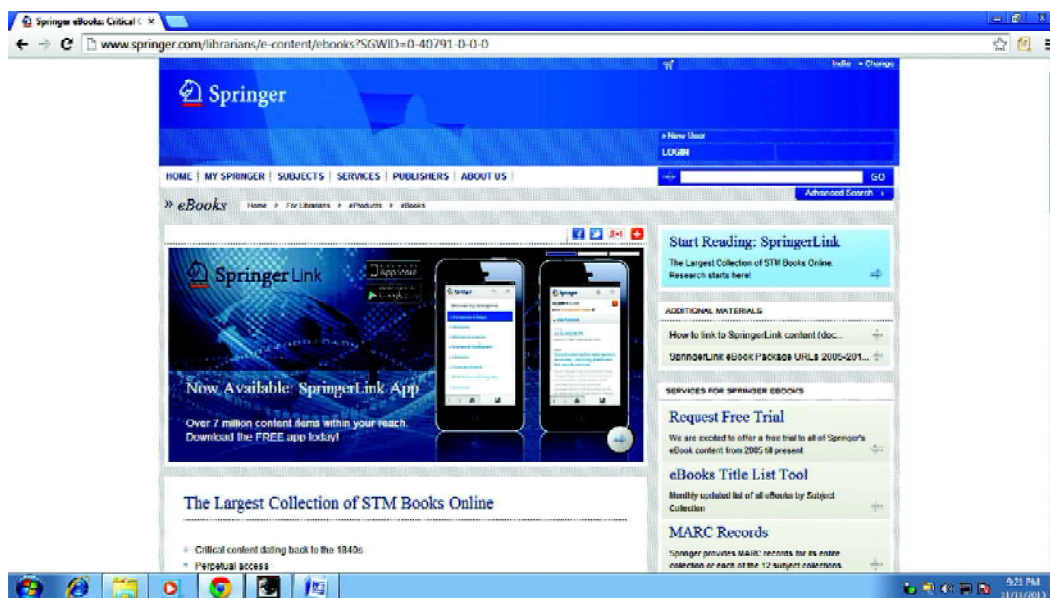 Springer eBooks: Critical C
www.springer.com/librarians/e-content/ebooks?SGWID=0-40791-0-0-0
India Change
Springer
New User
LOGIN
HOME | MY SPRINGER | SUBJECTS | SERVICES | PUBLISHERS | ABOUT US
GO
Advanced Search
» eBooks Home > For Librarians > eProducts > eBooks
Springer Link
App Store
Now Available: SpringerLink App
Over 7 million content items within your reach.
Download the FREE app today!
The Largest Collection of STM Books Online
Critical content dating back to the 1840s
Perpetual access
Start Reading: SpringerLink
The Largest Collection of STM Books Online.
Research starts here!
ADDITIONAL MATERIALS
How to link to SpringerLink content (doc...
SpringerLink eBook Package URLs 2005-201...
SERVICES FOR SPRINGER EBOOKS
Request Free Trial
We are excited to offer a free trial to all of Springer's
eBook content from 2005 till present
eBooks Title List Tool
Monthly updated list of all eBooks by Subject
Collection
MARC Records
Springer provides MARC records for its entire
collection or each of the 12 subject collections.
9:21 PM